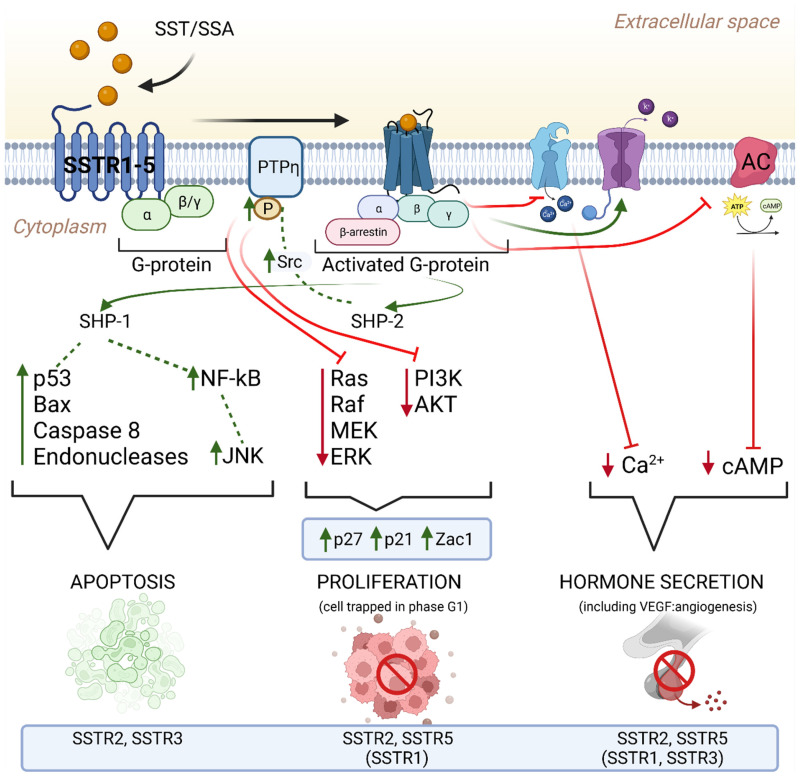 Extracellular space
SST/SSA
SSTR1-5
PTPη
P
AC
K⁺
K⁺
Ca²⁺
Ca²⁺
ATP
cAMP
α
β/γ
α
β
γ
β-arrestin
Cytoplasm
G-protein
Src
Activated G-protein
SHP-1
SHP-2
p53
Bax
Caspase 8
Endonucleases
NF-kB
JNK
Ras
Raf
MEK
ERK
PI3K
AKT
Ca²⁺
cAMP
p27 p21 Zac1
APOPTOSIS
PROLIFERATION
(cell trapped in phase G1)
HORMONE SECRETION
(including VEGF:angiogenesis)
SSTR2, SSTR3
SSTR2, SSTR5
(SSTR1)
SSTR2, SSTR5
(SSTR1, SSTR3)